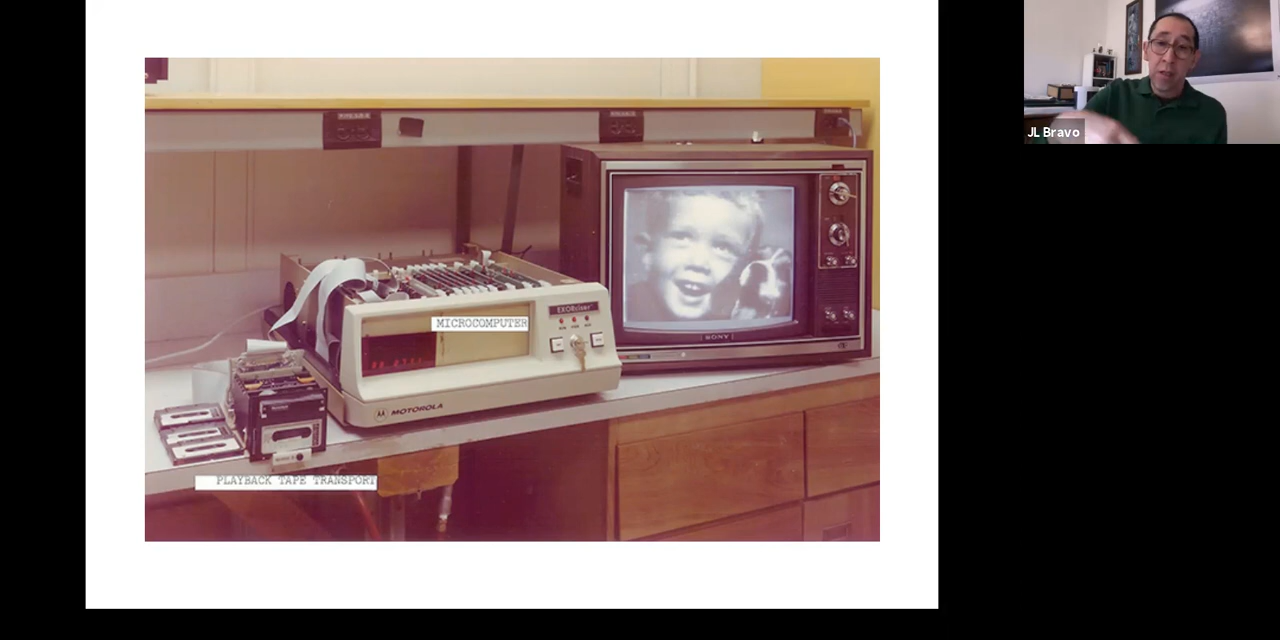 JL Bravo
MICROCOMPUTER
EXORciser
SONY
MOTOROLA
PLAYBACK TAPE TRANSPORT